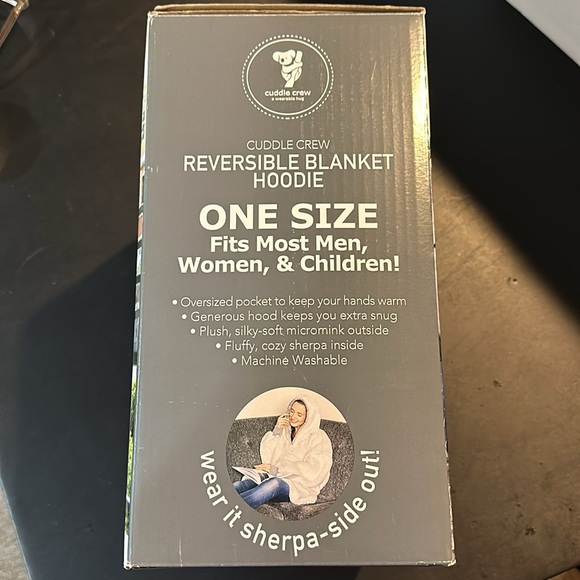 cuddle crew
a wearable hug
CUDDLE CREW
REVERSIBLE BLANKET
HOODIE
ONE SIZE
Fits Most Men,
Women, & Children!
• Oversized pocket to keep your hands warm
• Generous hood keeps you extra snug
• Plush, silky-soft micromink outside
• Fluffy, cozy sherpa inside
• Machine Washable
wear it sherpa-side out!